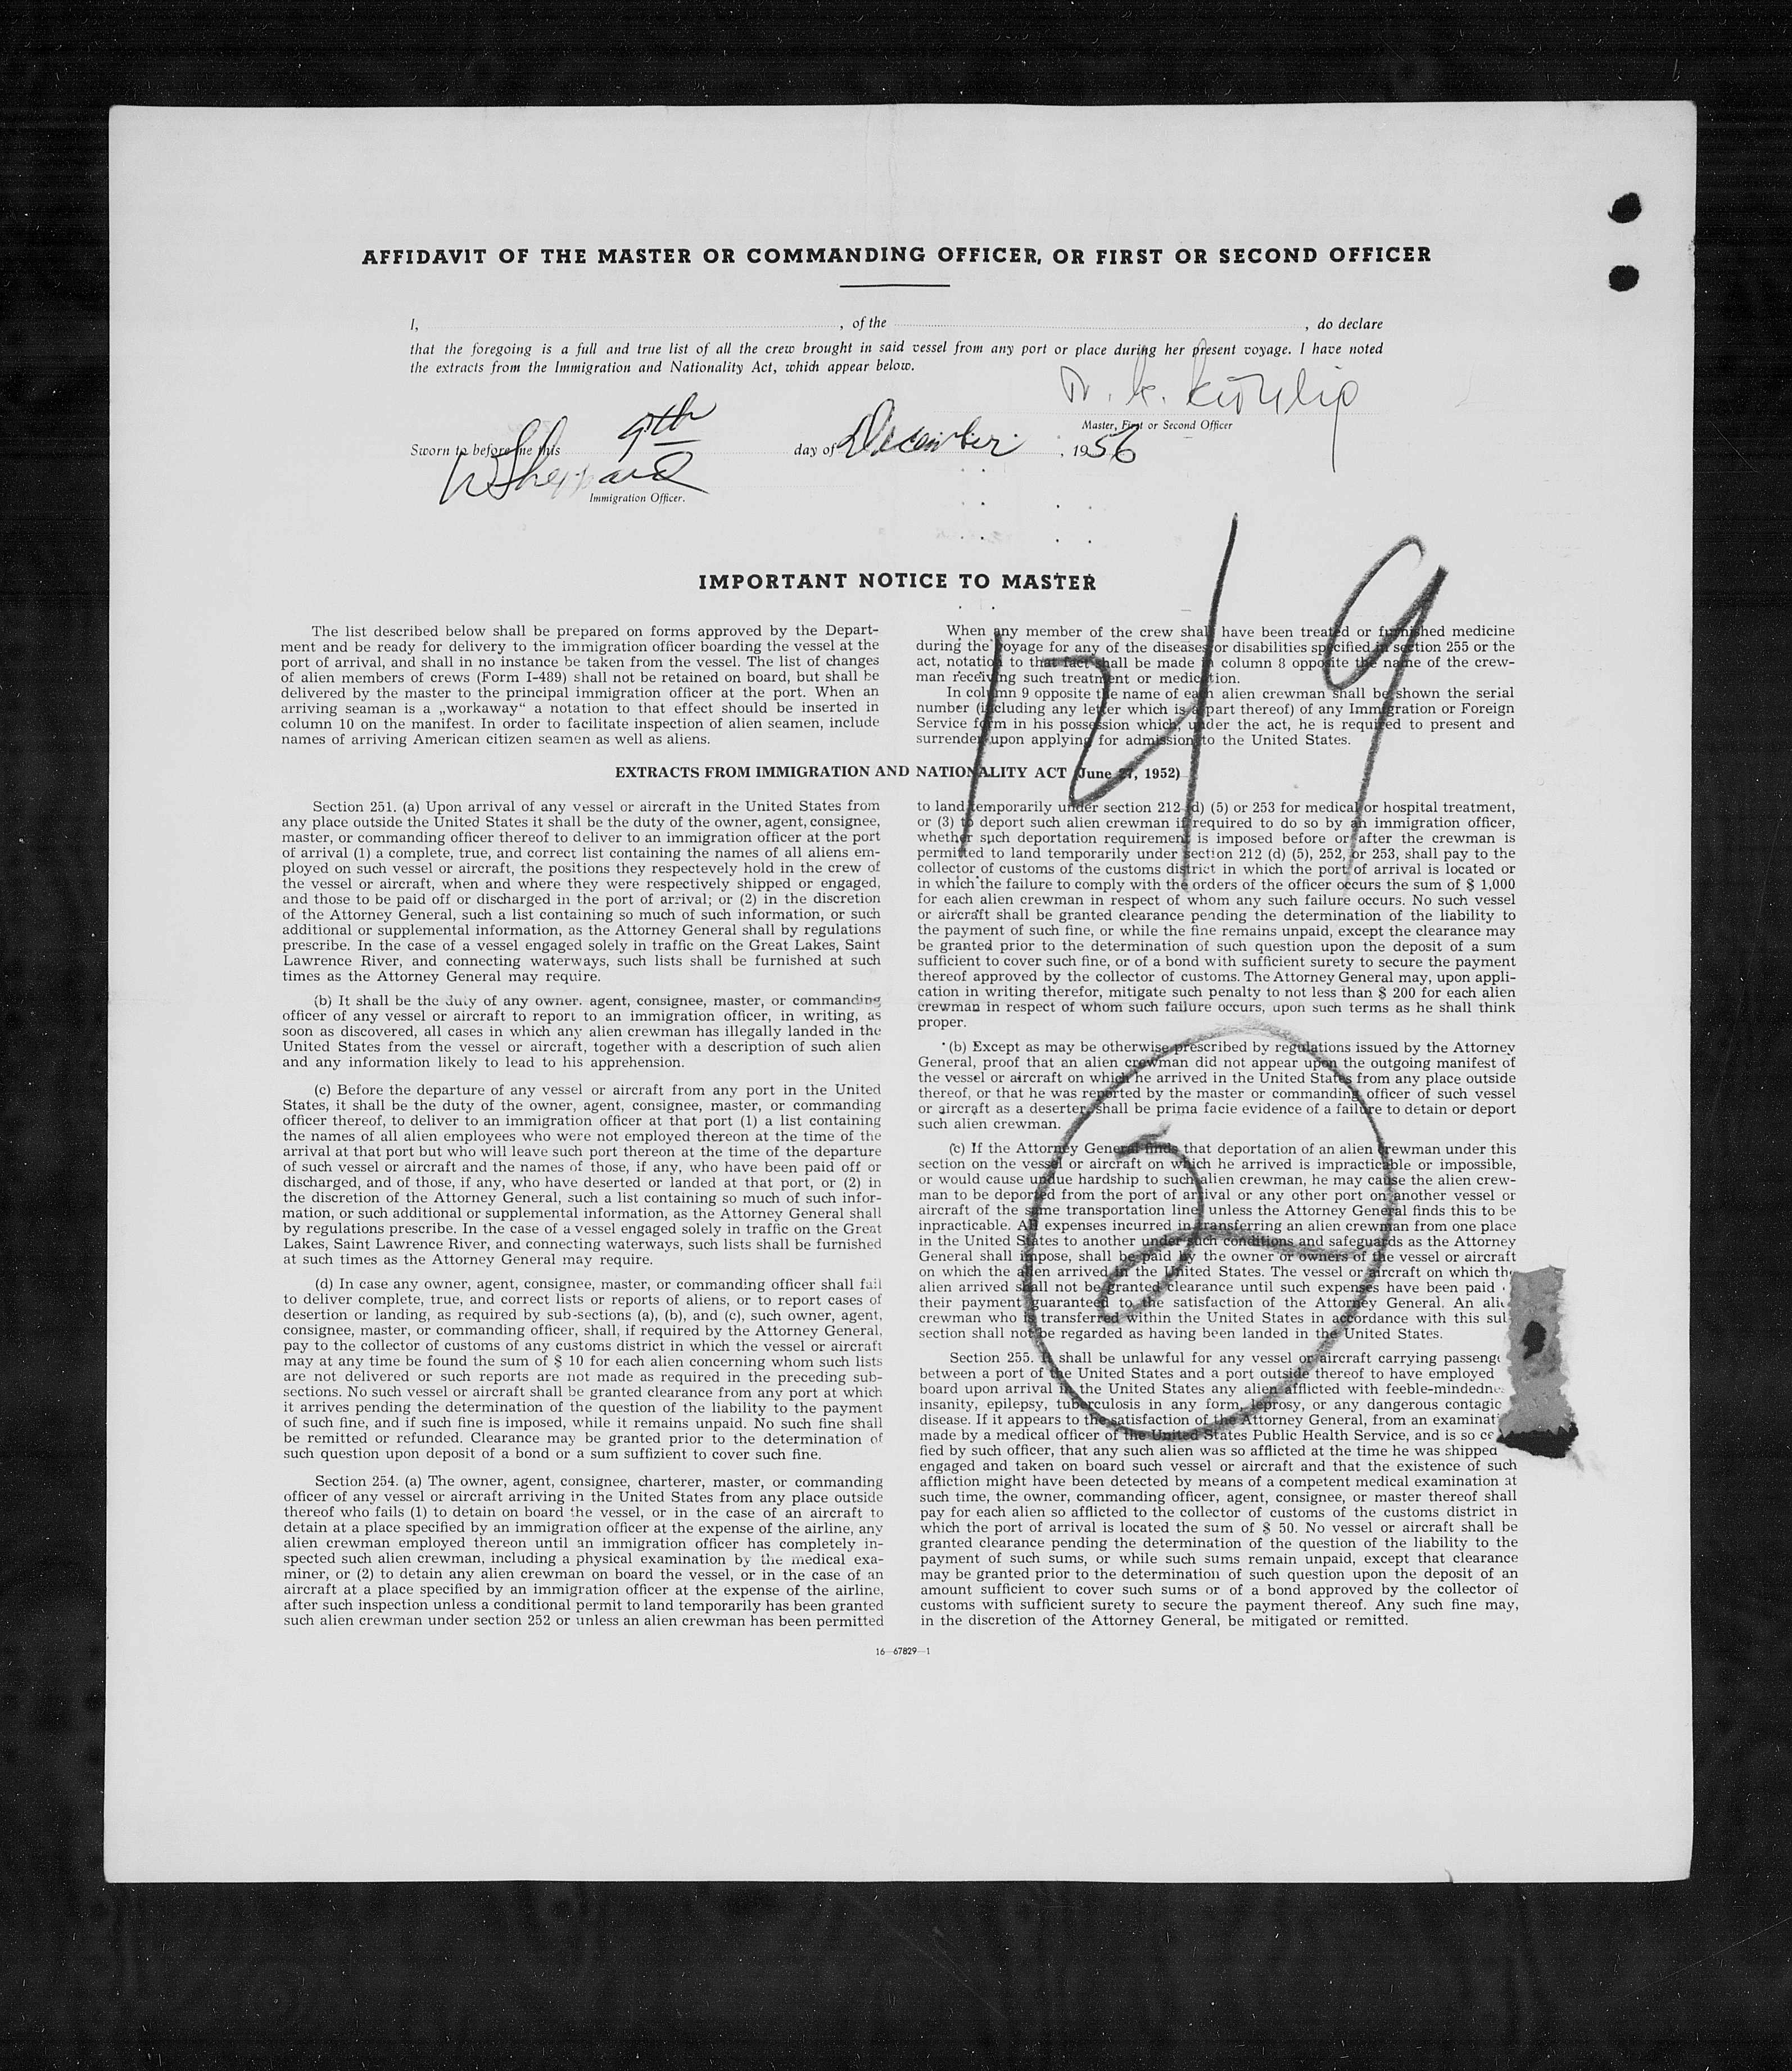 AFFIDAVIT OF THE MASTER OR COMMANDING OFFICER, OR FIRST OR SECOND OFFICER
I, , of the , do declare
that the foregoing is a full and true list of all the crew brought in said vessel from any port or place during her present voyage. I have noted
the extracts from the Immigration and Nationality Act, which appear below.
Master, First or Second Officer
Sworn to before me this 9th day of December , 1956
W Sheppard
Immigration Officer.
149
IMPORTANT NOTICE TO MASTER
The list described below shall be prepared on forms approved by the Depart-
ment and be ready for delivery to the immigration officer boarding the vessel at the
port of arrival, and shall in no instance be taken from the vessel. The list of changes
of alien members of crews (Form I-489) shall not be retained on board, but shall be
delivered by the master to the principal immigration officer at the port. When an
arriving seaman is a „workaway“ a notation to that effect should be inserted in
column 10 on the manifest. In order to facilitate inspection of alien seamen, include
names of arriving American citizen seamen as well as aliens.
When any member of the crew shall have been treated or furnished medicine
during the voyage for any of the diseases or disabilities specified in section 255 or the
act, notation to that fact shall be made in column 8 opposite the name of the crew-
man receiving such treatment or medication.
In column 9 opposite the name of each alien crewman shall be shown the serial
number (including any letter which is a part thereof) of any Immigration or Foreign
Service form in his possession which, under the act, he is required to present and
surrender upon applying for admission to the United States.
EXTRACTS FROM IMMIGRATION AND NATIONALITY ACT (June 27, 1952)
Section 251. (a) Upon arrival of any vessel or aircraft in the United States from
any place outside the United States it shall be the duty of the owner, agent, consignee,
master, or commanding officer thereof to deliver to an immigration officer at the port
of arrival (1) a complete, true, and correct list containing the names of all aliens em-
ployed on such vessel or aircraft, the positions they respectevely hold in the crew of
the vessel or aircraft, when and where they were respectively shipped or engaged,
and those to be paid off or discharged in the port of arrival; or (2) in the discretion
of the Attorney General, such a list containing so much of such information, or such
additional or supplemental information, as the Attorney General shall by regulations
prescribe. In the case of a vessel engaged solely in traffic on the Great Lakes, Saint
Lawrence River, and connecting waterways, such lists shall be furnished at such
times as the Attorney General may require.
(b) It shall be the duty of any owner. agent, consignee, master, or commanding
officer of any vessel or aircraft to report to an immigration officer, in writing, as
soon as discovered, all cases in which any alien crewman has illegally landed in the
United States from the vessel or aircraft, together with a description of such alien
and any information likely to lead to his apprehension.
(c) Before the departure of any vessel or aircraft from any port in the United
States, it shall be the duty of the owner, agent, consignee, master, or commanding
officer thereof, to deliver to an immigration officer at that port (1) a list containing
the names of all alien employees who were not employed thereon at the time of the
arrival at that port but who will leave such port thereon at the time of the departure
of such vessel or aircraft and the names of those, if any, who have been paid off or
discharged, and of those, if any, who have deserted or landed at that port, or (2) in
the discretion of the Attorney General, such a list containing so much of such infor-
mation, or such additional or supplemental information, as the Attorney General shall
by regulations prescribe. In the case of a vessel engaged solely in traffic on the Great
Lakes, Saint Lawrence River, and connecting waterways, such lists shall be furnished
at such times as the Attorney General may require.
(d) In case any owner, agent, consignee, master, or commanding officer shall fail
to deliver complete, true, and correct lists or reports of aliens, or to report cases of
desertion or landing, as required by sub-sections (a), (b), and (c), such owner, agent,
consignee, master, or commanding officer, shall, if required by the Attorney General,
pay to the collector of customs of any customs district in which the vessel or aircraft
may at any time be found the sum of $ 10 for each alien concerning whom such lists
are not delivered or such reports are not made as required in the preceding sub-
sections. No such vessel or aircraft shall be granted clearance from any port at which
it arrives pending the determination of the question of the liability to the payment
of such fine, and if such fine is imposed, while it remains unpaid. No such fine shall
be remitted or refunded. Clearance may be granted prior to the determination of
such question upon deposit of a bond or a sum suffizient to cover such fine.
Section 254. (a) The owner, agent, consignee, charterer, master, or commanding
officer of any vessel or aircraft arriving in the United States from any place outside
thereof who fails (1) to detain on board the vessel, or in the case of an aircraft to
detain at a place specified by an immigration officer at the expense of the airline, any
alien crewman employed thereon until an immigration officer has completely in-
spected such alien crewman, including a physical examination by the medical exa-
miner, or (2) to detain any alien crewman on board the vessel, or in the case of an
aircraft at a place specified by an immigration officer at the expense of the airline,
after such inspection unless a conditional permit to land temporarily has been granted
such alien crewman under section 252 or unless an alien crewman has been permitted
to land temporarily under section 212 (d) (5) or 253 for medical or hospital treatment,
or (3) to deport such alien crewman if required to do so by an immigration officer,
whether such deportation requirement is imposed before or after the crewman is
permitted to land temporarily under section 212 (d) (5), 252, or 253, shall pay to the
collector of customs of the customs district in which the port of arrival is located or
in which the failure to comply with the orders of the officer occurs the sum of $ 1,000
for each alien crewman in respect of whom any such failure occurs. No such vessel
or aircraft shall be granted clearance pending the determination of the liability to
the payment of such fine, or while the fine remains unpaid, except the clearance may
be granted prior to the determination of such question upon the deposit of a sum
sufficient to cover such fine, or of a bond with sufficient surety to secure the payment
thereof approved by the collector of customs. The Attorney General may, upon appli-
cation in writing therefor, mitigate such penalty to not less than $ 200 for each alien
crewman in respect of whom such failure occurs, upon such terms as he shall think
proper.
(b) Except as may be otherwise prescribed by regulations issued by the Attorney
General, proof that an alien crewman did not appear upon the outgoing manifest of
the vessel or aircraft on which he arrived in the United States from any place outside
thereof, or that he was reported by the master or commanding officer of such vessel
or aircraft as a deserter, shall be prima facie evidence of a failure to detain or deport
such alien crewman.
(c) If the Attorney General finds that deportation of an alien crewman under this
section on the vessel or aircraft on which he arrived is impracticable or impossible,
or would cause undue hardship to such alien crewman, he may cause the alien crew-
man to be deported from the port of arrival or any other port on another vessel or
aircraft of the same transportation line, unless the Attorney General finds this to be
inpracticable. All expenses incurred in transferring an alien crewman from one place
in the United States to another under such conditions and safeguards as the Attorney
General shall impose, shall be paid by the owner or owners of the vessel or aircraft
on which the alien arrived in the United States. The vessel or aircraft on which the
alien arrived shall not be granted clearance until such expenses have been paid
their payment guaranteed to the satisfaction of the Attorney General. An
crewman who is transferred within the United States in accordance with this
section shall not be regarded as having been landed in the United States.
Section 255. It shall be unlawful for any vessel or aircraft carrying passenge
between a port of the United States and a port outside thereof to have employed
board upon arrival in the United States any alien afflicted with feeble-mindedne
insanity, epilepsy, tuberculosis in any form, leprosy, or any dangerous contagio
disease. If it appears to the satisfaction of the Attorney General, from an examinat
made by a medical officer of the United States Public Health Service, and is so ce
fied by such officer, that any such alien was so afflicted at the time he was shipped
engaged and taken on board such vessel or aircraft and that the existence of such
affliction might have been detected by means of a competent medical examination at
such time, the owner, commanding officer, agent, consignee, or master thereof shall
pay for each alien so afflicted to the collector of customs of the customs district in
which the port of arrival is located the sum of $ 50. No vessel or aircraft shall be
granted clearance pending the determination of the question of the liability to the
payment of such sums, or while such sums remain unpaid, except that clearance
may be granted prior to the determination of such question upon the deposit of an
amount sufficient to cover such sums or of a bond approved by the collector of
customs with sufficient surety to secure the payment thereof. Any such fine may,
in the discretion of the Attorney General, be mitigated or remitted.
2
16—67829—1